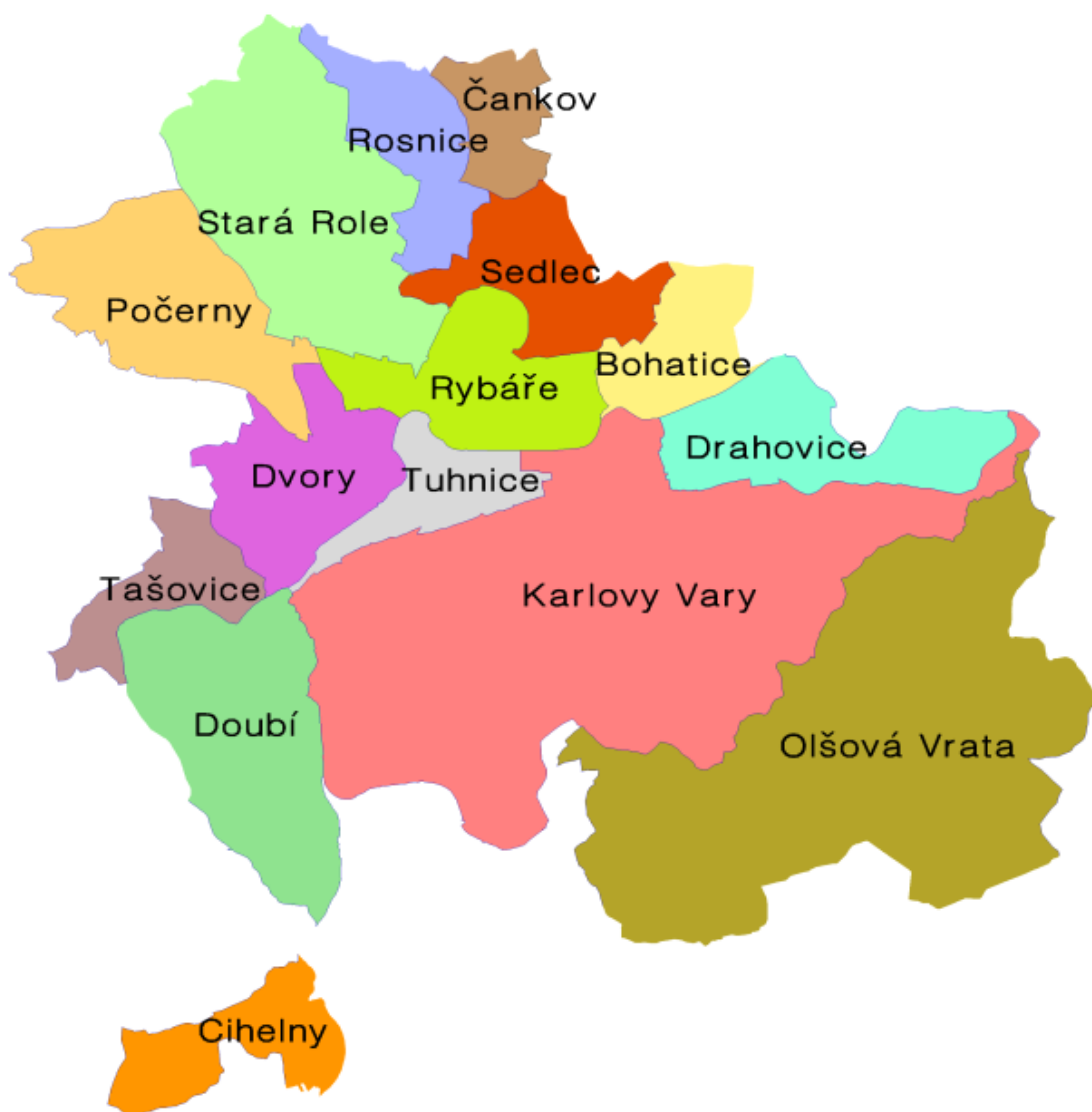 Čankov
Rosnice
Stará Role
Sedlec
Počerny
Bohatice
Rybáře
Drahovice
Dvory
Tuhnice
Tašovice
Karlovy Vary
Doubí
Olšová Vrata
Cihelny